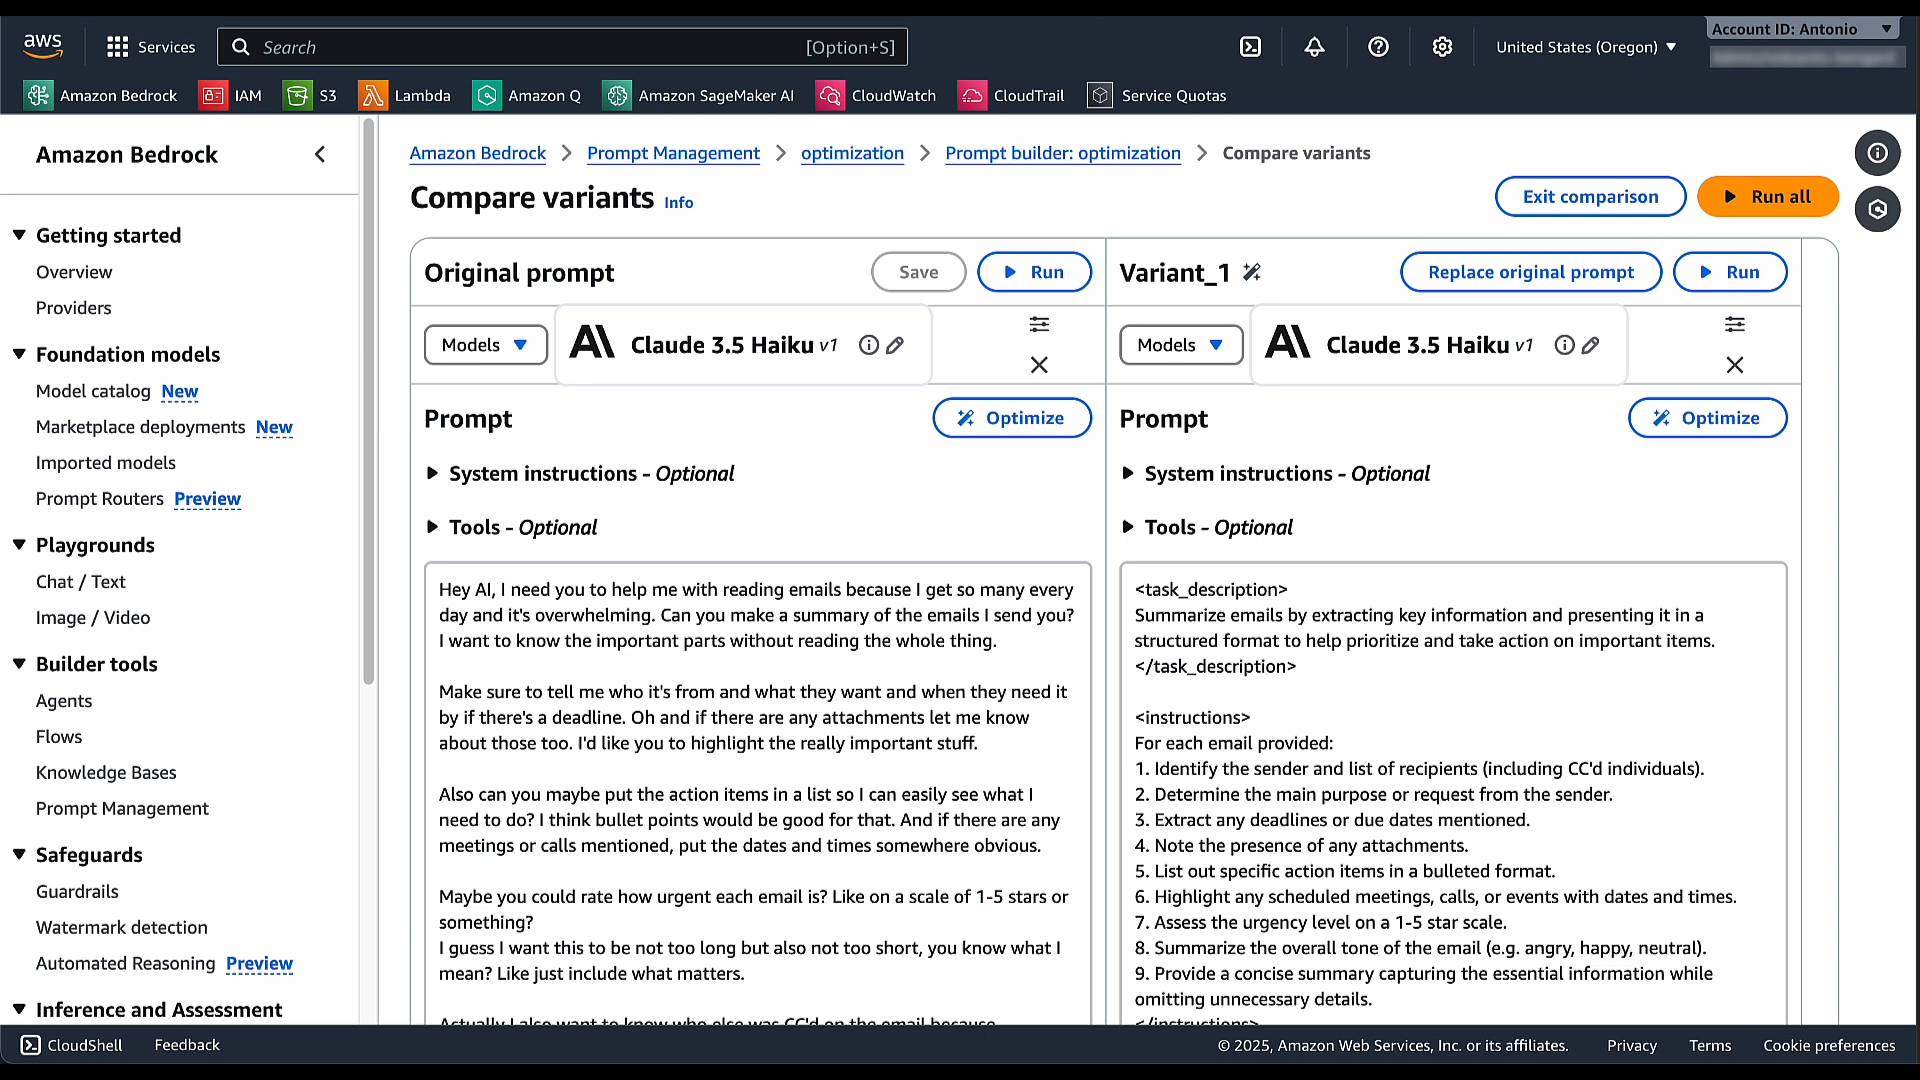 aws
Services
Search
[Option+S]
United States (Oregon)
Account ID: Antonio
Amazon Bedrock
IAM
S3
Lambda
Amazon Q
Amazon SageMaker AI
CloudWatch
CloudTrail
Service Quotas
Amazon Bedrock
Getting started
Overview
Providers
Foundation models
Model catalog New
Marketplace deployments New
Imported models
Prompt Routers Preview
Playgrounds
Chat / Text
Image / Video
Builder tools
Agents
Flows
Knowledge Bases
Prompt Management
Safeguards
Guardrails
Watermark detection
Automated Reasoning Preview
Inference and Assessment
Amazon Bedrock > Prompt Management > optimization > Prompt builder: optimization > Compare variants
Compare variants Info
Exit comparison
Run all
Original prompt
Save
Run
Models
Claude 3.5 Haiku v1
Prompt
Optimize
System instructions - Optional
Tools - Optional
Hey AI, I need you to help me with reading emails because I get so many every
day and it's overwhelming. Can you make a summary of the emails I send you?
I want to know the important parts without reading the whole thing.
Make sure to tell me who it's from and what they want and when they need it
by if there's a deadline. Oh and if there are any attachments let me know
about those too. I'd like you to highlight the really important stuff.
Also can you maybe put the action items in a list so I can easily see what I
need to do? I think bullet points would be good for that. And if there are any
meetings or calls mentioned, put the dates and times somewhere obvious.
Maybe you could rate how urgent each email is? Like on a scale of 1-5 stars or
something?
I guess I want this to be not too long but also not too short, you know what I
mean? Like just include what matters.
Actually I also want to know who else was CC'd on the email because
Variant_1
Replace original prompt
Run
Models
Claude 3.5 Haiku v1
Prompt
Optimize
System instructions - Optional
Tools - Optional
<task_description>
Summarize emails by extracting key information and presenting it in a
structured format to help prioritize and take action on important items.
</task_description>
<instructions>
For each email provided:
1. Identify the sender and list of recipients (including CC'd individuals).
2. Determine the main purpose or request from the sender.
3. Extract any deadlines or due dates mentioned.
4. Note the presence of any attachments.
5. List out specific action items in a bulleted format.
6. Highlight any scheduled meetings, calls, or events with dates and times.
7. Assess the urgency level on a 1-5 star scale.
8. Summarize the overall tone of the email (e.g. angry, happy, neutral).
9. Provide a concise summary capturing the essential information while
omitting unnecessary details.
</instructions>
CloudShell
Feedback
© 2025, Amazon Web Services, Inc. or its affiliates.
Privacy
Terms
Cookie preferences